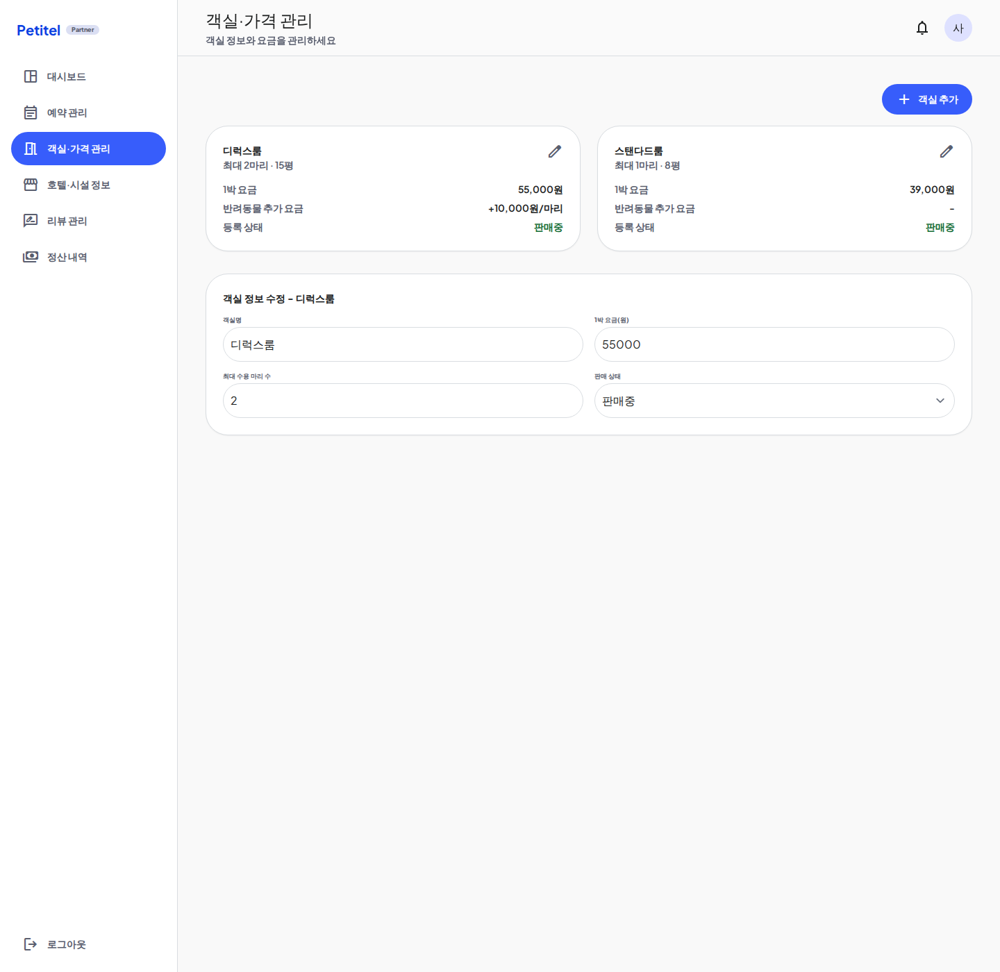 Petitel Partner
대시보드
예약 관리
객실·가격 관리
호텔·시설 정보
리뷰 관리
정산 내역
로그아웃
객실·가격 관리
객실 정보와 요금을 관리하세요
사
객실 추가
디럭스룸
최대 2마리 · 15평
1박 요금 55,000원
반려동물 추가 요금 +10,000원/마리
등록 상태 판매중
스탠다드룸
최대 1마리 · 8평
1박 요금 39,000원
반려동물 추가 요금 -
등록 상태 판매중
객실 정보 수정 - 디럭스룸
객실명
디럭스룸
1박 요금(원)
55000
최대 수용 마리 수
2
판매 상태
판매중